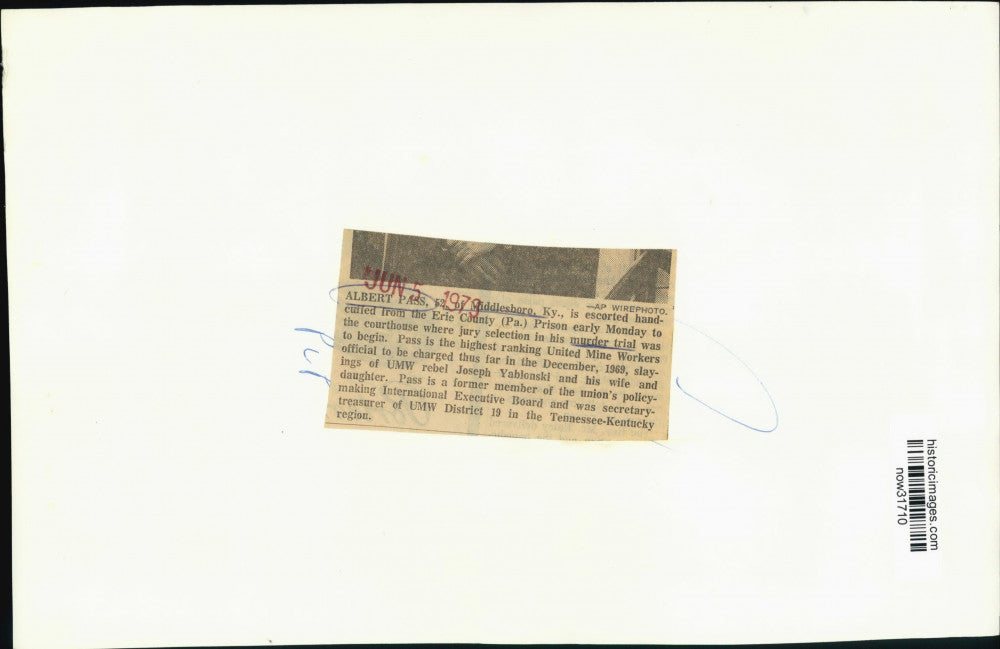 JUN 5 1973
—AP WIREPHOTO.
ALBERT PASS, 52, of Middlesboro, Ky., is escorted hand-
cuffed from the Erie County (Pa.) Prison early Monday to
the courthouse where jury selection in his murder trial was
to begin. Pass is the highest ranking United Mine Workers
official to be charged thus far in the December, 1969, slay-
ings of UMW rebel Joseph Yablonski and his wife and
daughter. Pass is a former member of the union's policy-
making International Executive Board and was secretary-
treasurer of UMW District 19 in the Tennessee-Kentucky
region.
historicimages.com
now31710